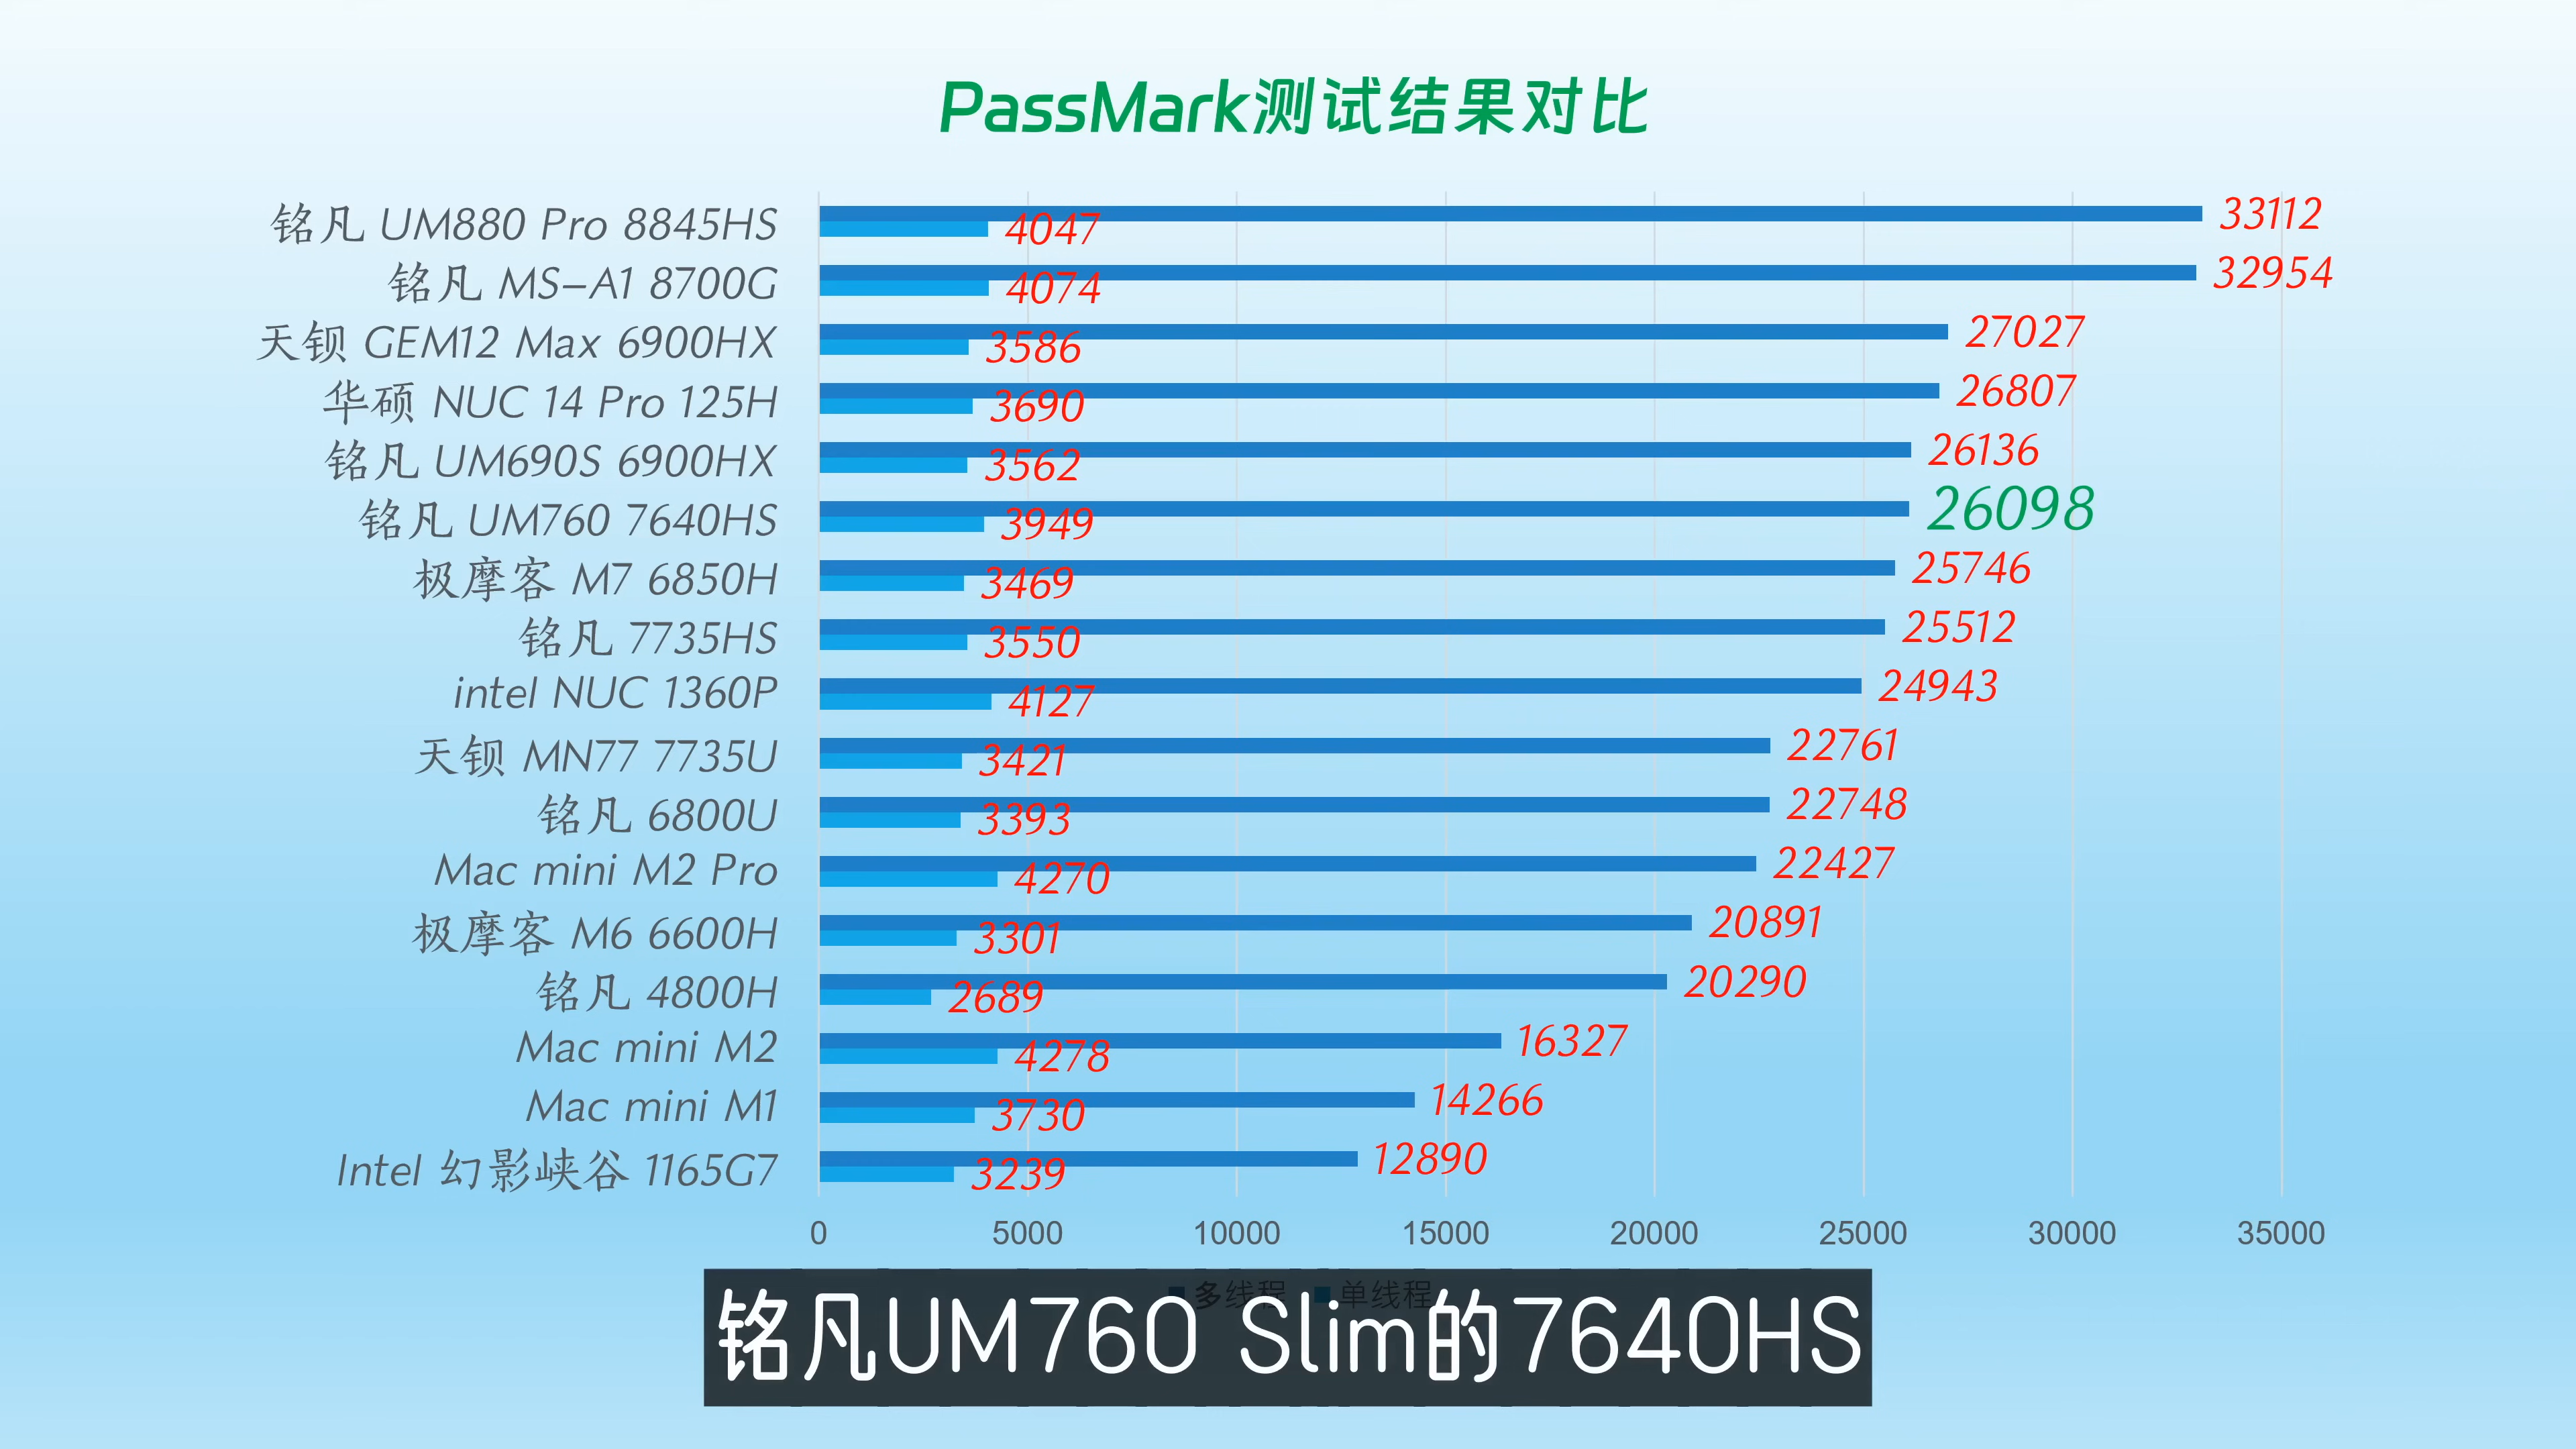 PassMark测试结果对比
铭凡 UM880 Pro 8845HS 33112
4047
铭凡 MS-A1 8700G 32954
4074
天钡 GEM12 Max 6900HX 27027
3586
华硕 NUC 14 Pro 125H 26807
3690
铭凡 UM690S 6900HX 26136
3562
铭凡 UM760 7640HS 26098
3949
极摩客 M7 6850H 25746
3469
铭凡 7735HS 25512
3550
intel NUC 1360P 24943
4127
天钡 MN77 7735U 22761
3421
铭凡 6800U 22748
3393
Mac mini M2 Pro 22427
4270
极摩客 M6 6600H 20891
3301
铭凡 4800H 20290
2689
Mac mini M2 16327
4278
Mac mini M1 14266
3730
Intel 幻影峡谷 1165G7 12890
3239
0 5000 10000 15000 20000 25000 30000 35000
多线程 单线程
铭凡UM760 Slim的7640HS